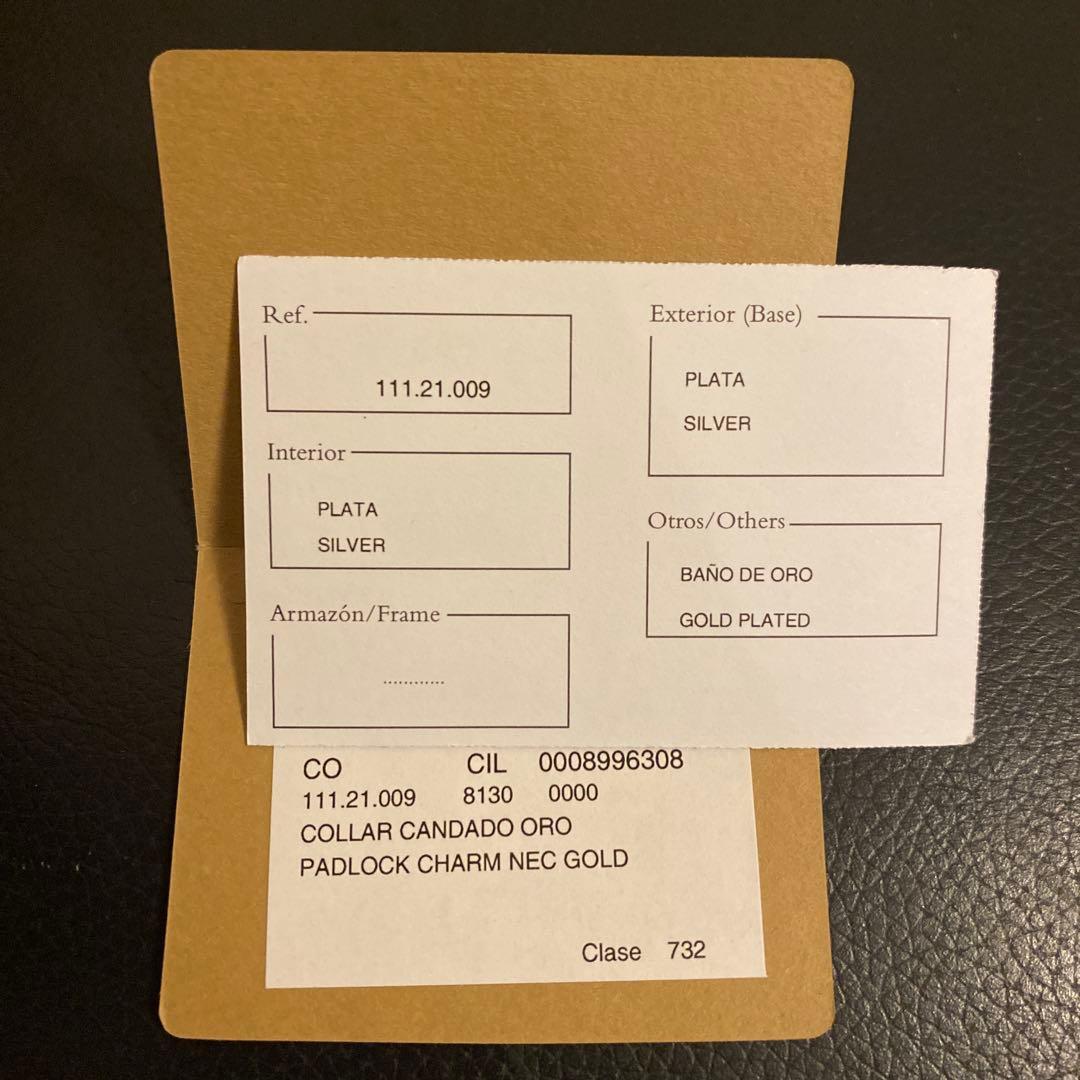 Ref.
111.21.009
Interior
PLATA
SILVER
Armazón/Frame
............
Exterior (Base)
PLATA
SILVER
Otros/Others
BAÑO DE ORO
GOLD PLATED
CO CIL 0008996308
111.21.009 8130 0000
COLLAR CANDADO ORO
PADLOCK CHARM NEC GOLD
Clase 732